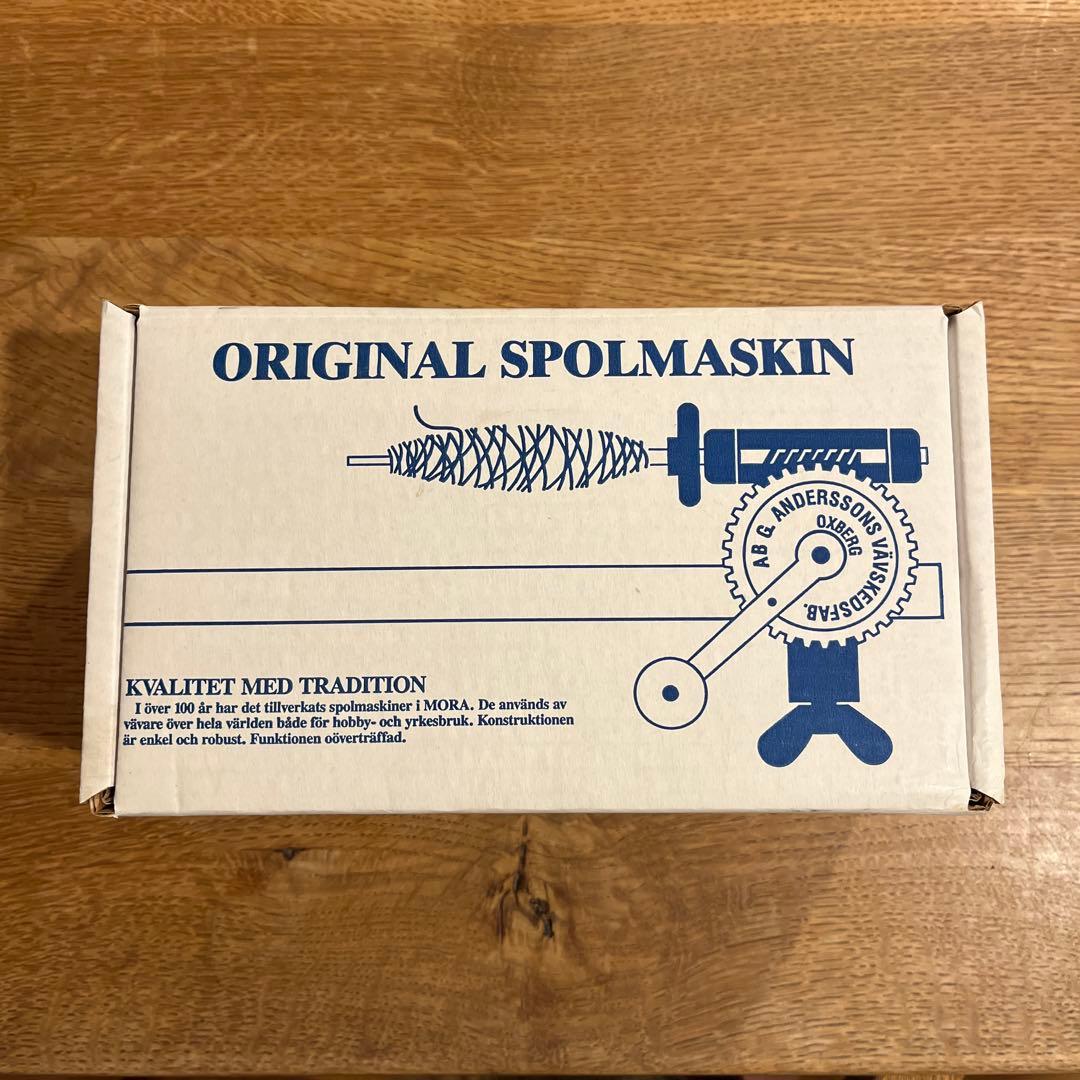 ORIGINAL SPOLMASKIN
AB G. ANDERSSONS VÄVSKEDSFAB.
OXBERG
KVALITET MED TRADITION
I över 100 år har det tillverkats spolmaskiner i MORA. De används av
vävare över hela världen både för hobby- och yrkesbruk. Konstruktionen
är enkel och robust. Funktionen oöverträffad.